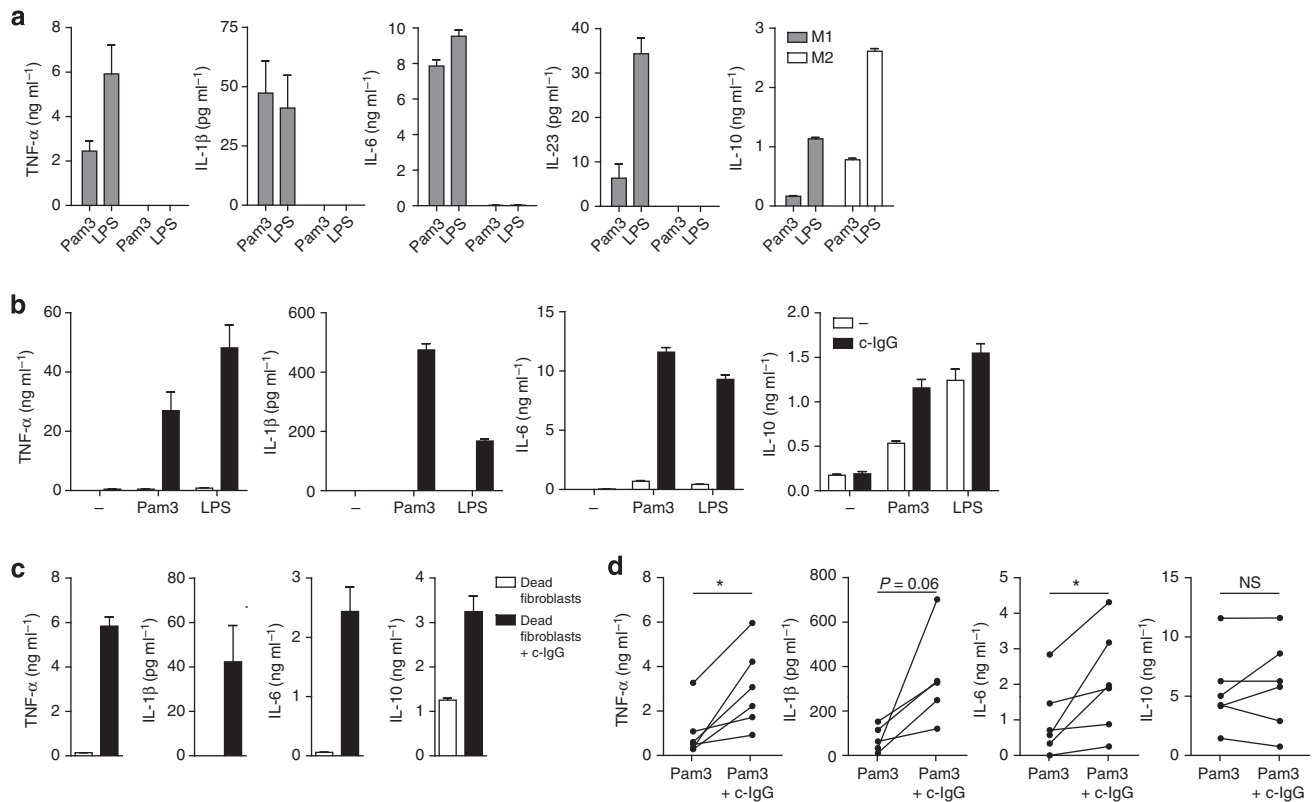 a
TNF-α (ng ml⁻¹)
8
6
4
2
0
Pam3
LPS
Pam3
LPS
IL-1β (pg ml⁻¹)
75
50
25
0
Pam3
LPS
Pam3
LPS
IL-6 (ng ml⁻¹)
10
8
6
4
2
0
Pam3
LPS
Pam3
LPS
IL-23 (pg ml⁻¹)
40
30
20
10
0
Pam3
LPS
Pam3
LPS
IL-10 (ng ml⁻¹)
3
2
1
0
M1
M2
Pam3
LPS
Pam3
LPS
b
TNF-α (ng ml⁻¹)
60
40
20
0
– Pam3 LPS
IL-1β (pg ml⁻¹)
600
400
200
0
– Pam3 LPS
IL-6 (ng ml⁻¹)
15
10
5
0
– Pam3 LPS
IL-10 (ng ml⁻¹)
2.0
1.5
1.0
0.5
0.0
–
c-IgG
– Pam3 LPS
c
TNF-α (ng ml⁻¹)
8
6
4
2
0
IL-1β (pg ml⁻¹)
80
60
40
20
0
IL-6 (ng ml⁻¹)
3
2
1
0
IL-10 (ng ml⁻¹)
4
3
2
1
0
Dead
fibroblasts
Dead
fibroblasts
+ c-IgG
d
TNF-α (ng ml⁻¹)
8
6
4
2
0
*
Pam3 Pam3
+ c-IgG
IL-1β (pg ml⁻¹)
800
600
400
200
0
P = 0.06
Pam3 Pam3
+ c-IgG
IL-6 (ng ml⁻¹)
5
4
3
2
1
0
*
Pam3 Pam3
+ c-IgG
IL-10 (ng ml⁻¹)
15
10
5
0
NS
Pam3 Pam3
+ c-IgG